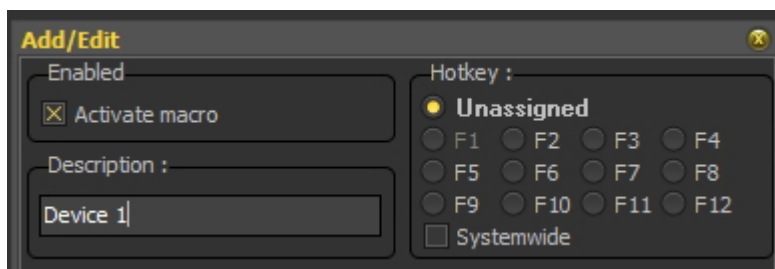 Add/Edit
Enabled
Activate macro
Description :
Device 1
Hotkey :
Unassigned
F1 F2 F3 F4
F5 F6 F7 F8
F9 F10 F11 F12
Systemwide